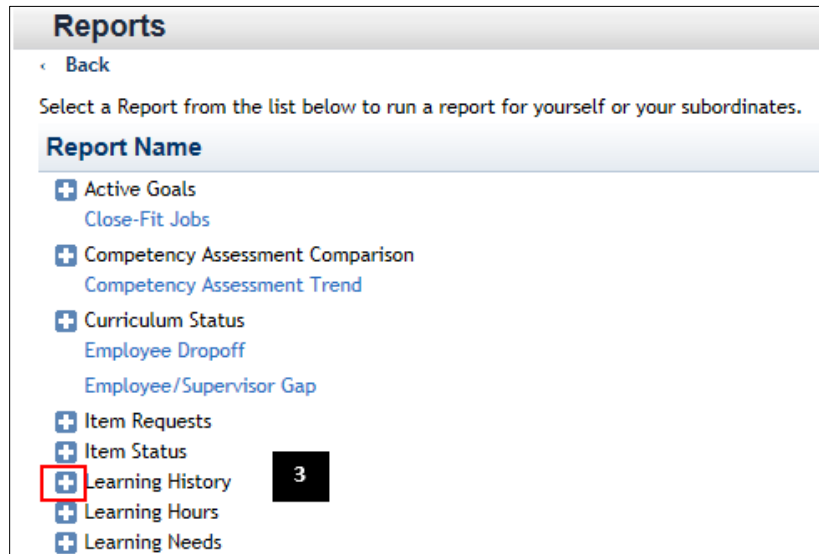 Reports
‹ Back
Select a Report from the list below to run a report for yourself or your subordinates.
Report Name
Active Goals
Close-Fit Jobs
Competency Assessment Comparison
Competency Assessment Trend
Curriculum Status
Employee Dropoff
Employee/Supervisor Gap
Item Requests
Item Status
Learning History 3
Learning Hours
Learning Needs